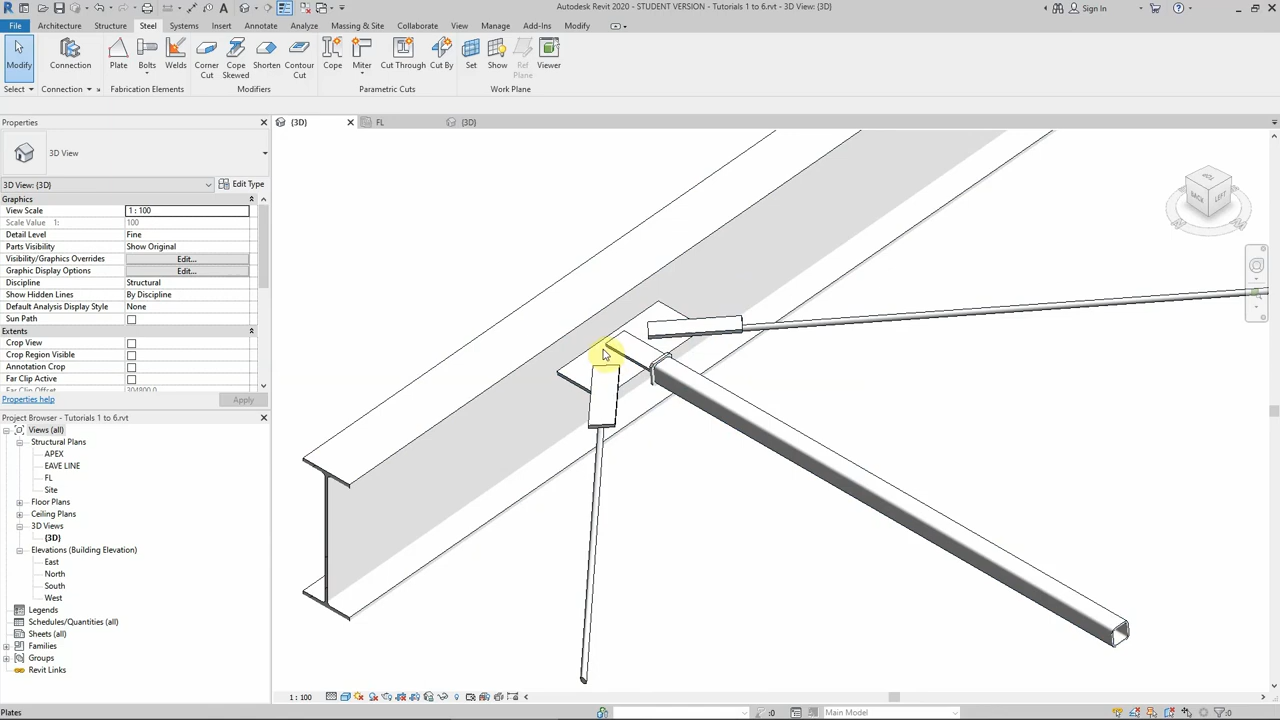 Autodesk Revit 2020 - STUDENT VERSION - Tutorials 1 to 6.rvt - 3D View: {3D}
Sign In
File Architecture Structure Steel Systems Insert Annotate Analyze Massing & Site Collaborate View Manage Add-Ins Modify
Modify Connection Plate Bolts Welds Corner Cut Cope Skewed Shorten Contour Cut Cope Miter Cut Through Cut By Set Show Ref Plane Viewer
Select Connection Fabrication Elements Modifiers Parametric Cuts Work Plane
Properties
{3D} FL {3D}
3D View
3D View: {3D} Edit Type
Graphics
View Scale 1 : 100
Scale Value 1: 100
Detail Level Fine
Parts Visibility Show Original
Visibility/Graphics Overrides Edit...
Graphic Display Options Edit...
Discipline Structural
Show Hidden Lines By Discipline
Default Analysis Display Style None
Sun Path
Extents
Crop View
Crop Region Visible
Annotation Crop
Far Clip Active
Far Clip Offset 304800.0
Properties help Apply
Project Browser - Tutorials 1 to 6.rvt
Views (all)
Structural Plans
APEX
EAVE LINE
FL
Site
Floor Plans
Ceiling Plans
3D Views
{3D}
Elevations (Building Elevation)
East
North
South
West
Legends
Schedules/Quantities (all)
Sheets (all)
Families
Groups
Revit Links
BACK LEFT
1 : 100
Plates
:0 Main Model :0